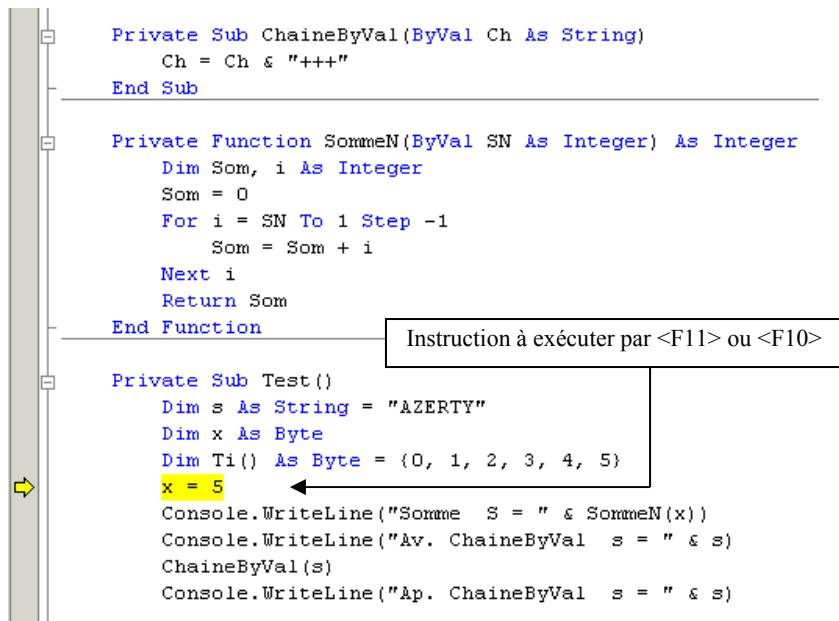 Private Sub ChaineByVal(ByVal Ch As String)
Ch = Ch & "+++"
End Sub
Private Function SommeN(ByVal SN As Integer) As Integer
Dim Som, i As Integer
Som = 0
For i = SN To 1 Step -1
Som = Som + i
Next i
Return Som
End Function
Instruction à exécuter par <F11> ou <F10>
Private Sub Test()
Dim s As String = "AZERTY"
Dim x As Byte
Dim Ti() As Byte = {0, 1, 2, 3, 4, 5}
x = 5
Console.WriteLine("Somme  S = " & SommeN(x))
Console.WriteLine("Av. ChaineByVal  s = " & s)
ChaineByVal(s)
Console.WriteLine("Ap. ChaineByVal  s = " & s)